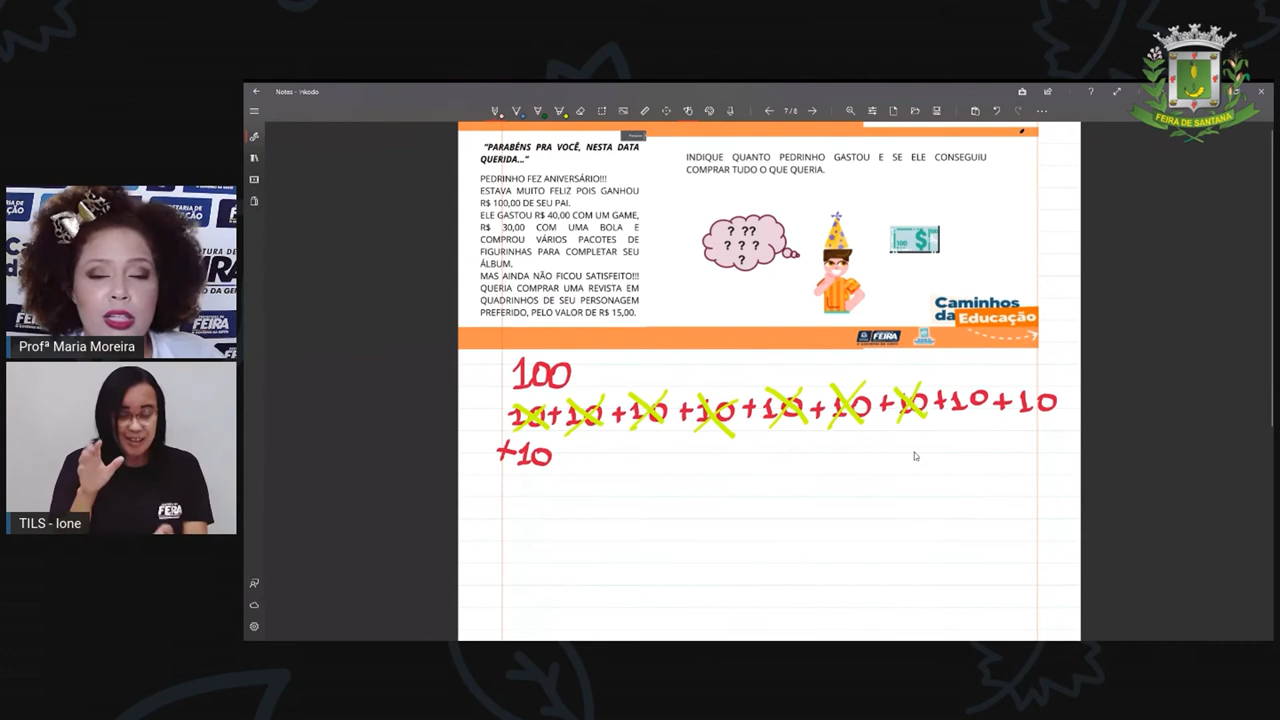 FEIRA DE SANTANA
Notes - Inkodo
7/8
"PARABÉNS PRA VOCÊ, NESTA DATA
QUERIDA..."
PEDRINHO FEZ ANIVERSÁRIO!!!
ESTAVA MUITO FELIZ POIS GANHOU
R$ 100,00 DE SEU PAI.
ELE GASTOU R$ 40,00 COM UM GAME,
R$ 30,00 COM UMA BOLA E
COMPROU VÁRIOS PACOTES DE
FIGURINHAS PARA COMPLETAR SEU
ÁLBUM.
MAS AINDA NÃO FICOU SATISFEITO!!!
QUERIA COMPRAR UMA REVISTA EM
QUADRINHOS DE SEU PERSONAGEM
PREFERIDO, PELO VALOR DE R$ 15,00.
INDIQUE QUANTO PEDRINHO GASTOU E SE ELE CONSEGUIU
COMPRAR TUDO O QUE QUERIA.
? ??
? ? ?
?
100 $
Caminhos
da Educação
FEIRA
100
10+10+10+10+10+10+10+10+10
+10
FEIRA
Profª Maria Moreira
FEIRA
TILS - Ione